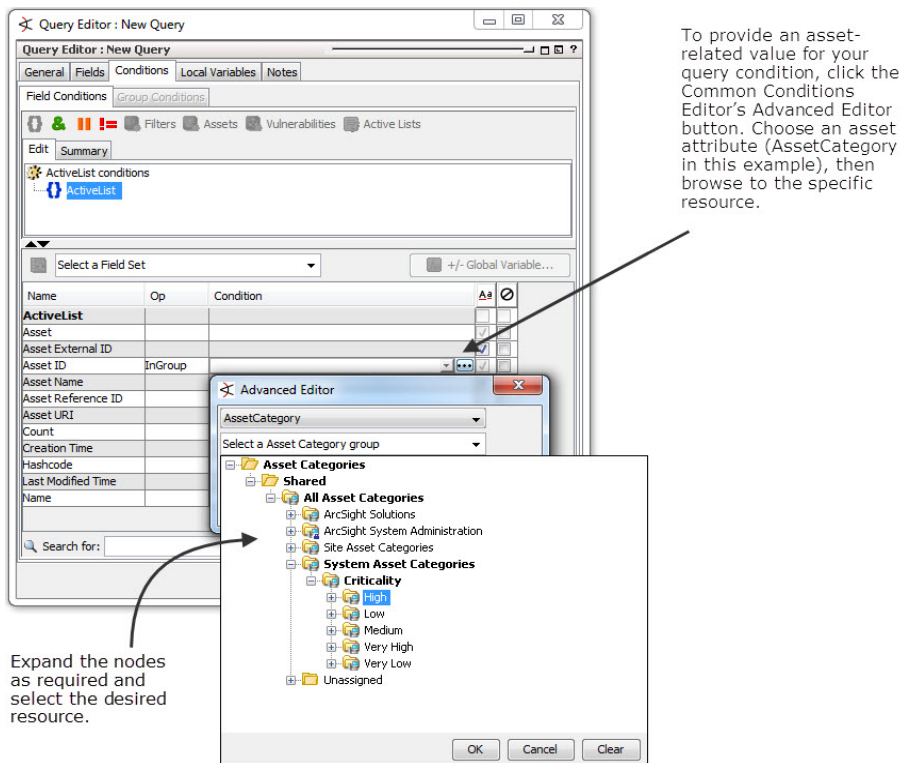 Query Editor : New Query
Query Editor : New Query
?
General Fields Conditions Local Variables Notes
Field Conditions Group Conditions
{} & != Filters Assets Vulnerabilities Active Lists
Edit Summary
ActiveList conditions
{} ActiveList
Select a Field Set
+/- Global Variable...
Name Op Condition Aa
ActiveList
Asset
Asset External ID
Asset ID InGroup ...
Asset Name
Asset Reference ID
Asset URI
Count
Creation Time
Hashcode
Last Modified Time
Name
Search for:
Advanced Editor
AssetCategory
Select a Asset Category group
Asset Categories
Shared
All Asset Categories
ArcSight Solutions
ArcSight System Administration
Site Asset Categories
System Asset Categories
Criticality
High
Low
Medium
Very High
Very Low
Unassigned
OK Cancel Clear
To provide an asset-
related value for your
query condition, click the
Common Conditions
Editor's Advanced Editor
button. Choose an asset
attribute (AssetCategory
in this example), then
browse to the specific
resource.
Expand the nodes
as required and
select the desired
resource.